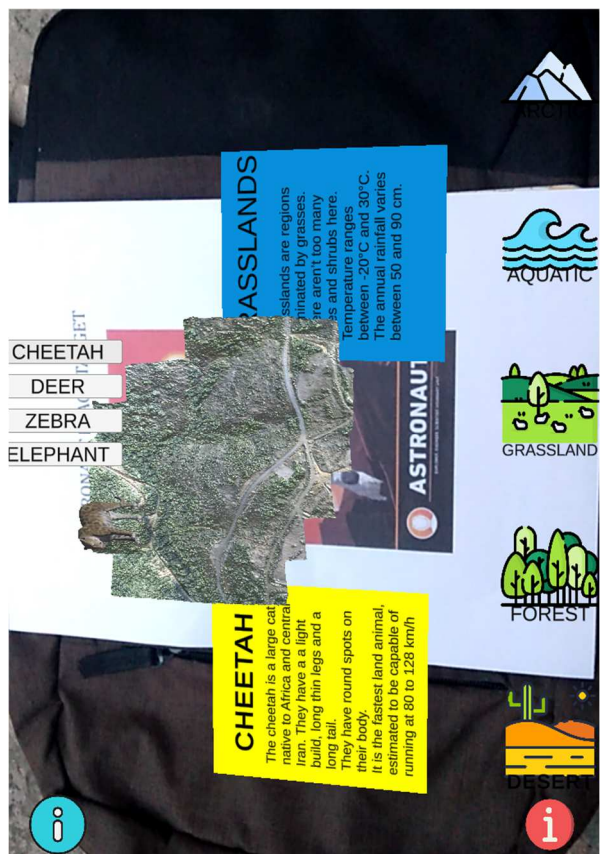 ARCTIC
AQUATIC
GRASSLAND
FOREST
DESERT
CHEETAH
DEER
ZEBRA
ELEPHANT
RASSLANDS
sslands are regions
minated by grasses.
ere aren't too many
es and shrubs here.
Temperature ranges
between -20°C and 30°C.
The annual rainfall varies
between 50 and 90 cm.
ASTRONAUT
CHEETAH
The cheetah is a large cat
native to Africa and central
Iran. They have a a light
build, long thin legs and a
long tail.
They have round spots on
their body.
It is the fastest land animal,
estimated to be capable of
running at 80 to 128 km/h
i
i